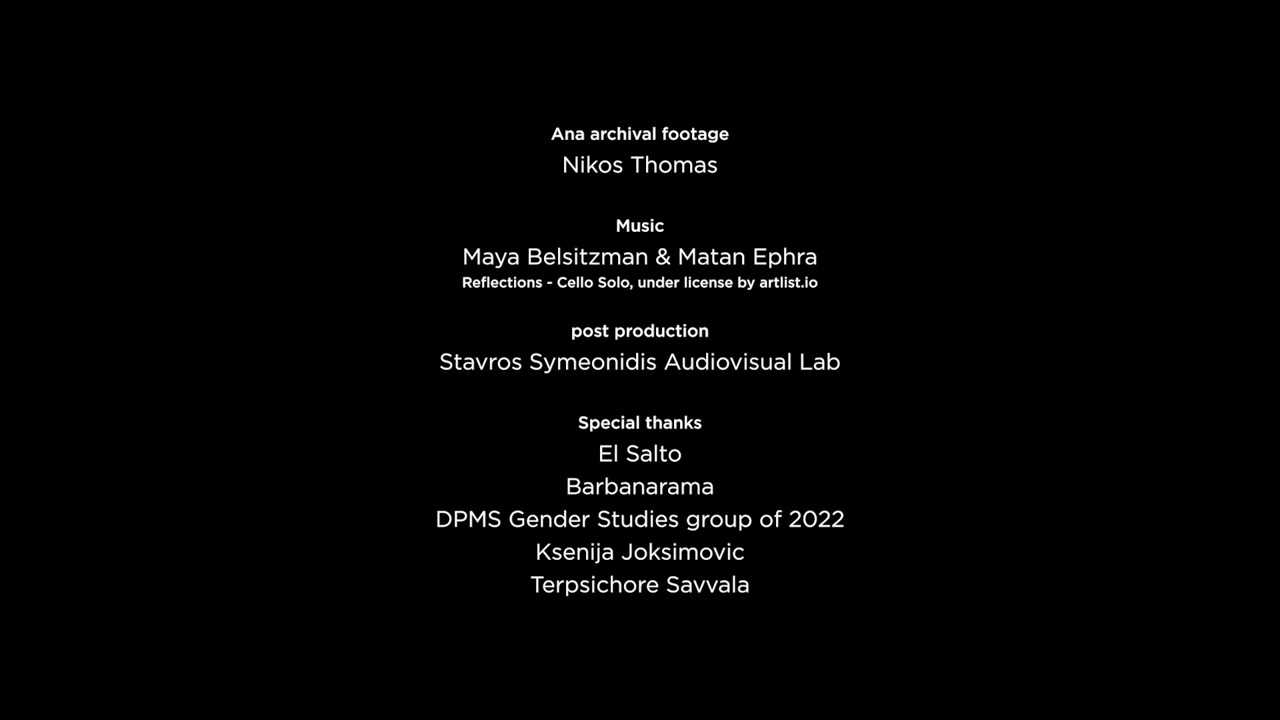 Ana archival footage
Nikos Thomas
Music
Maya Belsitzman & Matan Ephra
Reflections - Cello Solo, under license by artlist.io
post production
Stavros Symeonidis Audiovisual Lab
Special thanks
El Salto
Barbanarama
DPMS Gender Studies group of 2022
Ksenija Joksimovic
Terpsichore Savvala